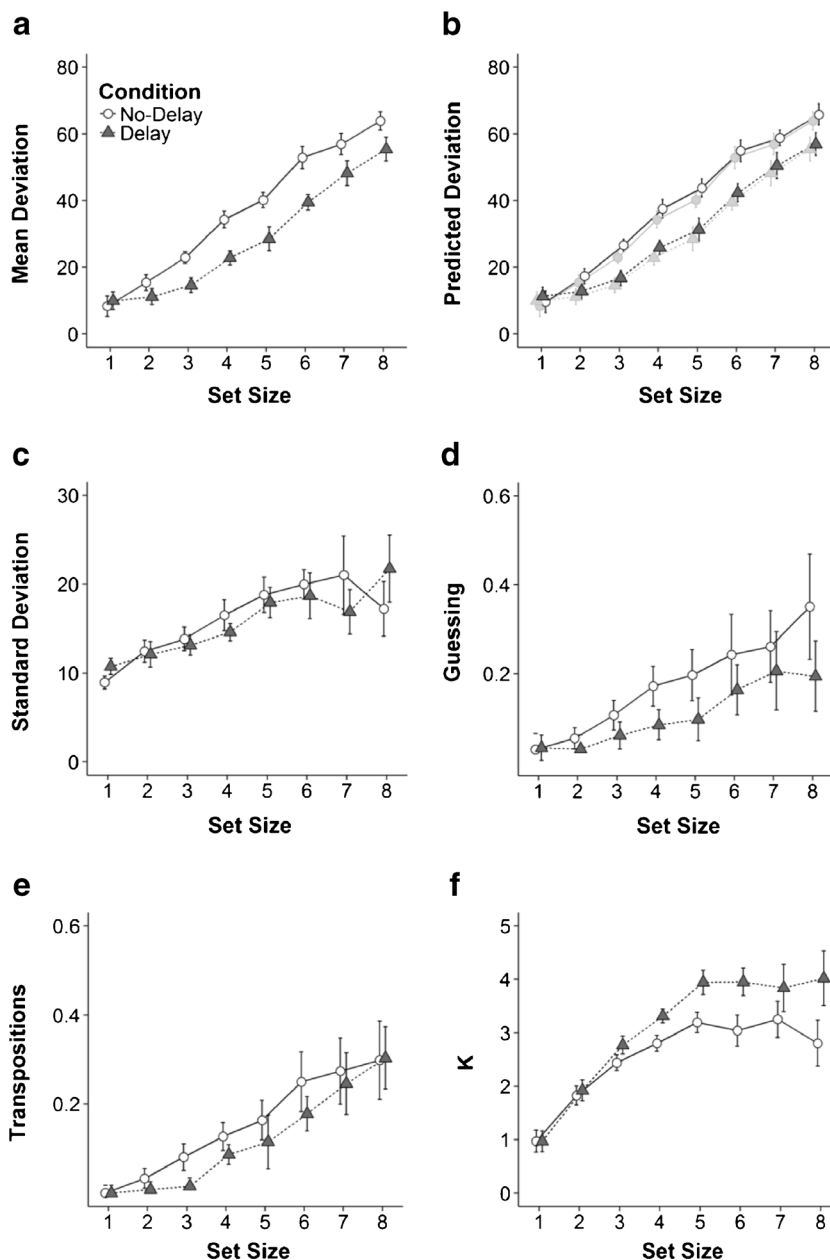 a
b
80
60
40
20
0
Condition
No-Delay
Delay
Mean Deviation
1 2 3 4 5 6 7 8
Set Size
80
60
40
20
0
Predicted Deviation
1 2 3 4 5 6 7 8
Set Size
c
d
30
20
10
0
Standard Deviation
1 2 3 4 5 6 7 8
Set Size
0.6
0.4
0.2
Guessing
1 2 3 4 5 6 7 8
Set Size
e
f
0.6
0.4
0.2
Transpositions
1 2 3 4 5 6 7 8
Set Size
5
4
3
2
1
0
K
1 2 3 4 5 6 7 8
Set Size